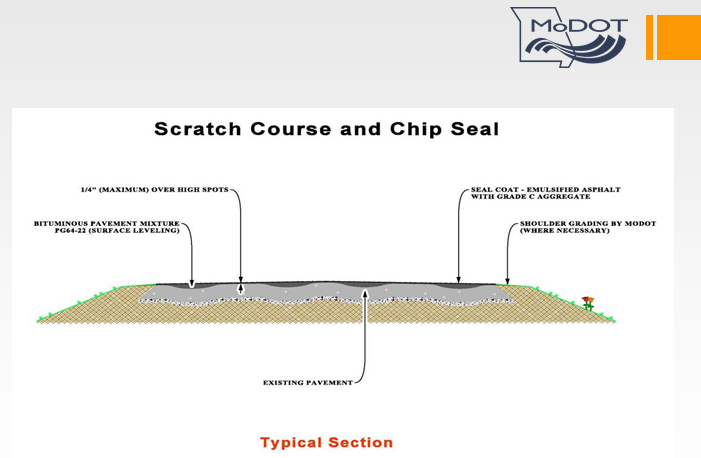 MoDOT
Scratch Course and Chip Seal
1/4" (MAXIMUM) OVER HIGH SPOTS
SEAL COAT - EMULSIFIED ASPHALT
WITH GRADE C AGGREGATE
BITUMINOUS PAVEMENT MIXTURE
PG64-22 (SURFACE LEVELING)
SHOULDER GRADING BY MODOT
(WHERE NECESSARY)
EXISTING PAVEMENT
Typical Section